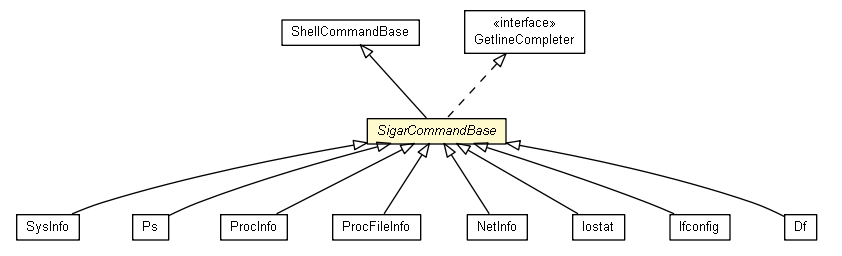 ShellCommandBase
«interface»
GetlineCompleter
SigarCommandBase
SysInfo
Ps
ProcInfo
ProcFileInfo
NetInfo
Iostat
Ifconfig
Df